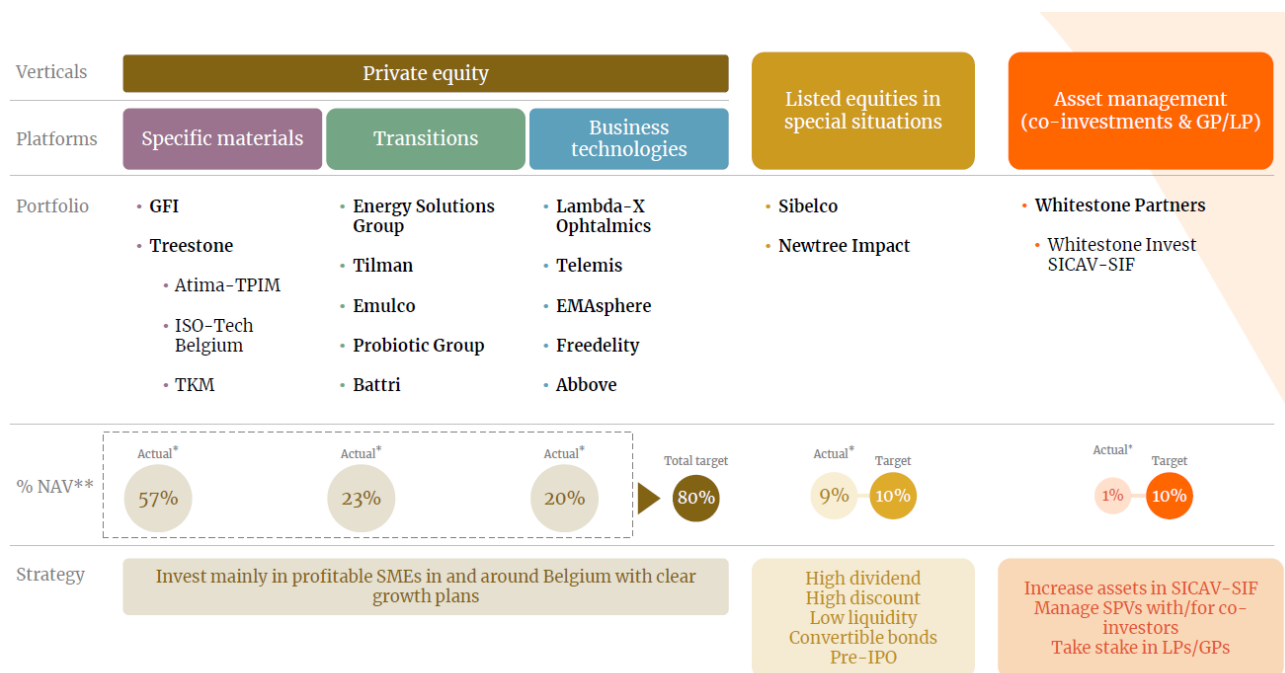 Verticals
Private equity
Listed equities in
special situations
Asset management
(co-investments & GP/LP)
Platforms
Specific materials
Transitions
Business
technologies
Portfolio
• GFI
• Treestone
• Atima-TPIM
• ISO-Tech
Belgium
• TKM
• Energy Solutions
Group
• Tilman
• Emulco
• Probiotic Group
• Battri
• Lambda-X
Ophtalmics
• Telemis
• EMAsphere
• Freedelity
• Abbove
• Sibelco
• Newtree Impact
• Whitestone Partners
• Whitestone Invest
SICAV-SIF
% NAV**
Actual*
57%
Actual*
23%
Actual*
20%
Total target
80%
Actual*
9%
Target
10%
Actual*
1%
Target
10%
Strategy
Invest mainly in profitable SMEs in and around Belgium with clear
growth plans
High dividend
High discount
Low liquidity
Convertible bonds
Pre-IPO
Increase assets in SICAV-SIF
Manage SPVs with/for co-
investors
Take stake in LPs/GPs